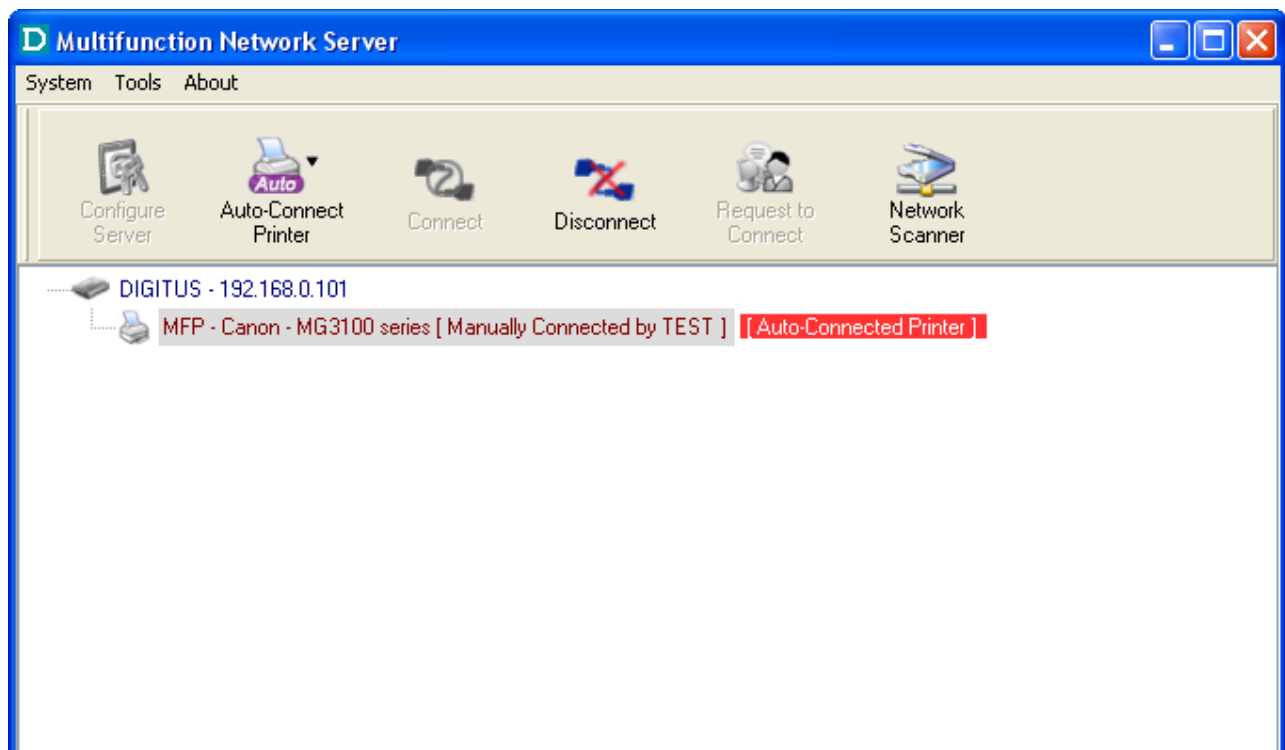 D Multifunction Network Server
System Tools About
Configure Server
Auto Auto-Connect Printer
Connect
Disconnect
Request to Connect
Network Scanner
DIGITUS - 192.168.0.101
MFP - Canon - MG3100 series [ Manually Connected by TEST ] [ Auto-Connected Printer ]